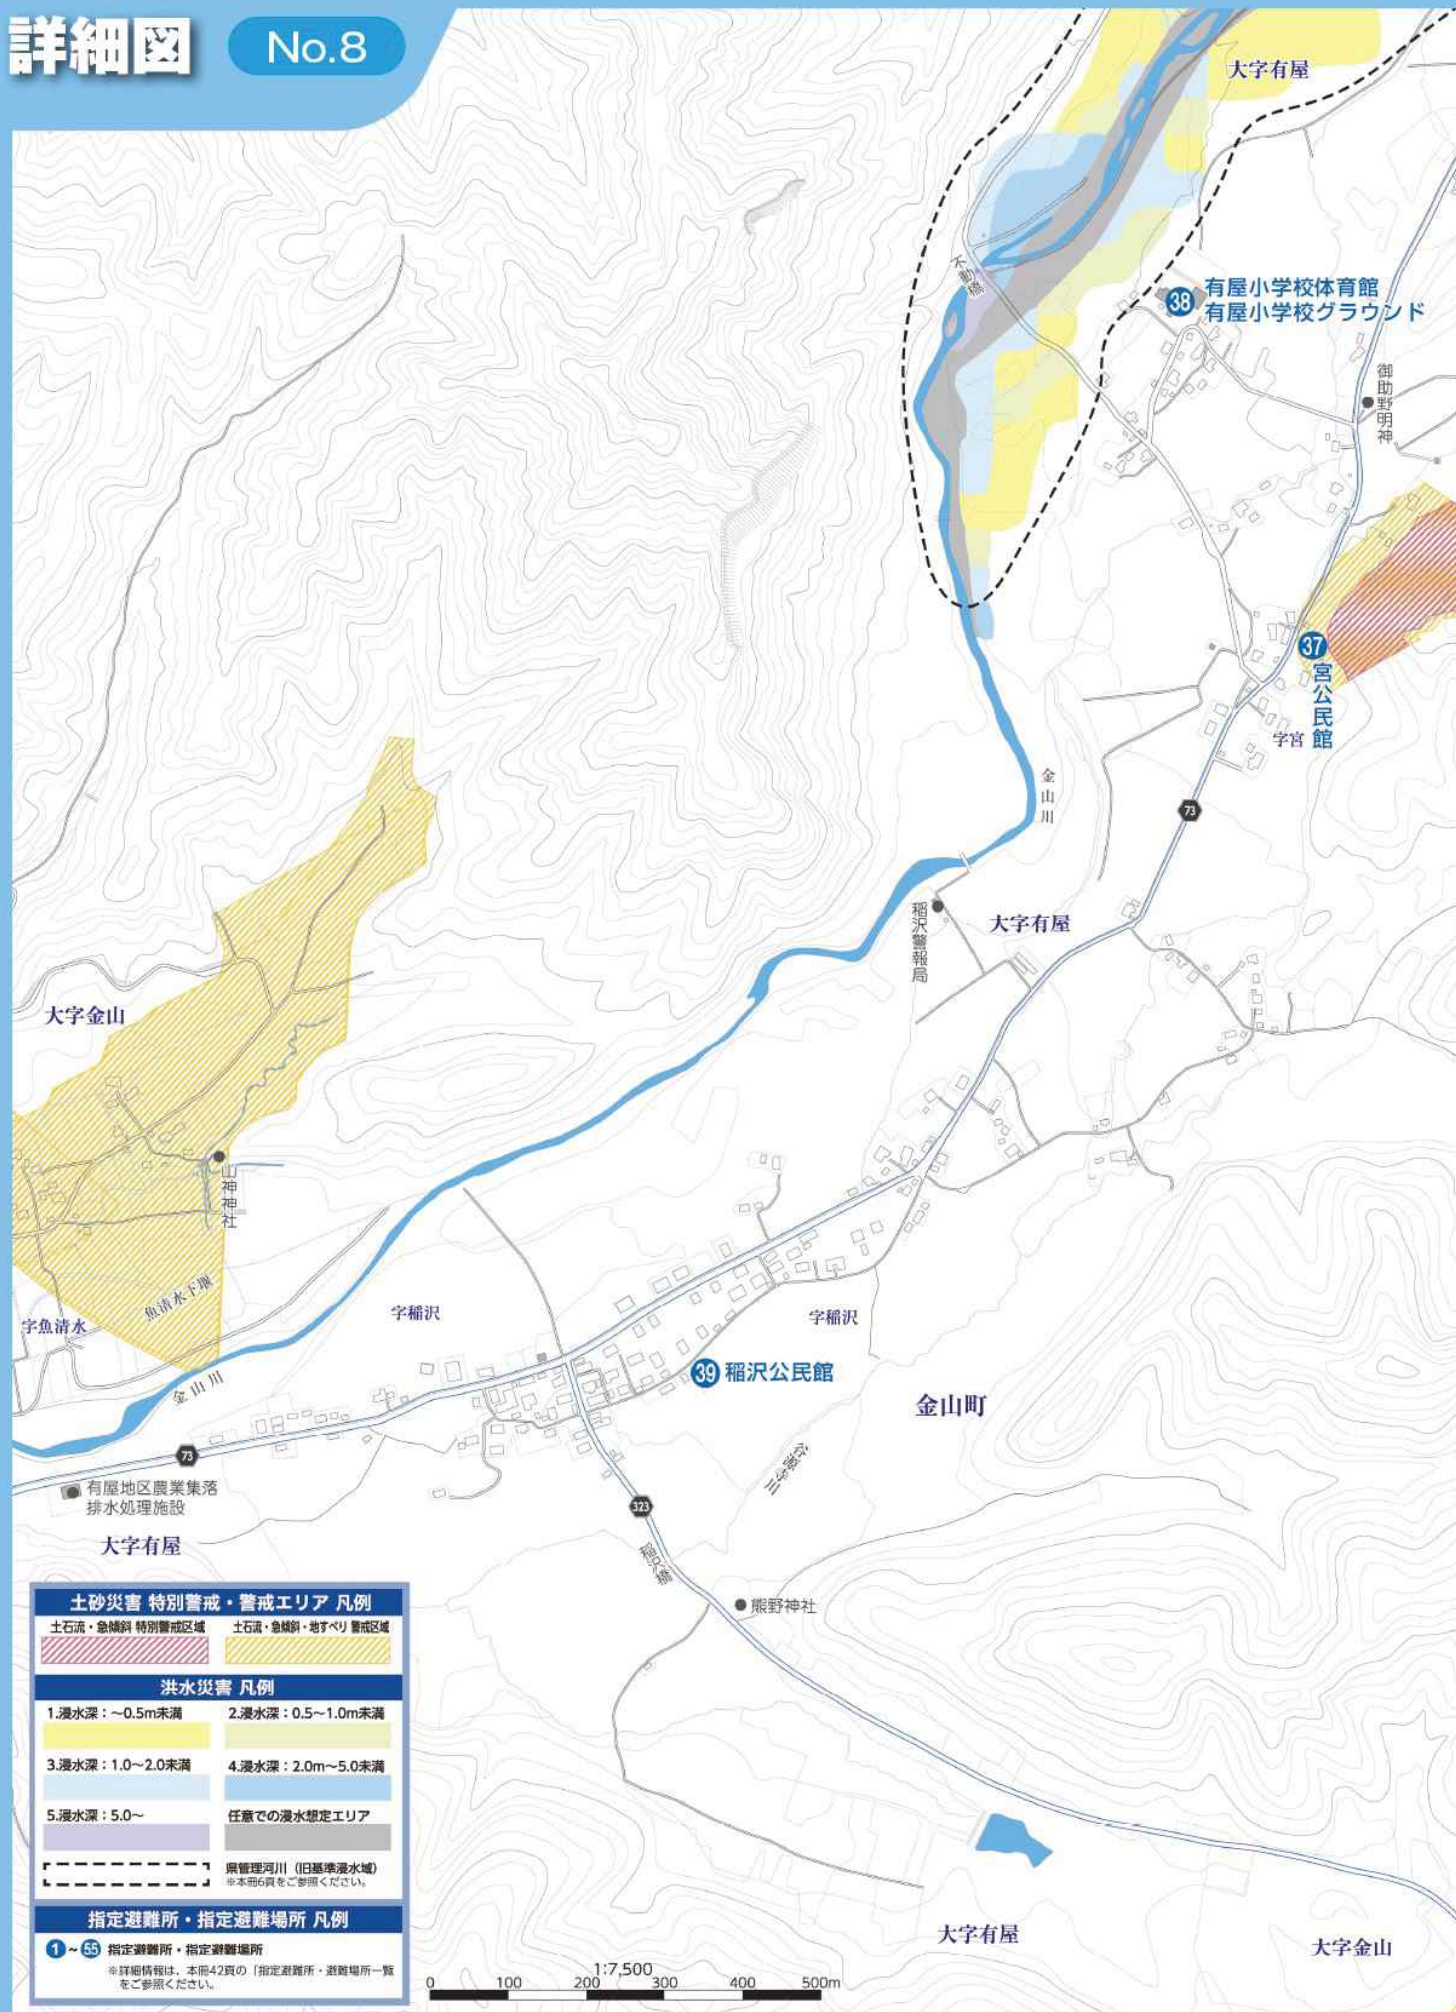 詳細図 No.8
大字有屋
不動橋
38 有屋小学校体育館
有屋小学校グラウンド
御助野明神
37 宮公民館
字宮
金山川
73
稲沢警報局
大字有屋
大字金山
山神神社
魚清水下堰
字魚清水
字稲沢
字稲沢
金山川
39 稲沢公民館
金山町
谷源寺川
73
有屋地区農業集落
排水処理施設
323
大字有屋
稲沢橋
熊野神社
土砂災害 特別警戒・警戒エリア 凡例
土石流・急傾斜 特別警戒区域 土石流・急傾斜・地すべり 警戒区域
洪水災害 凡例
1.浸水深：～0.5m未満 2.浸水深：0.5～1.0m未満
3.浸水深：1.0～2.0未満 4.浸水深：2.0m～5.0未満
5.浸水深：5.0～ 任意での浸水想定エリア
県管理河川（旧基準浸水域）
※本冊6頁をご参照ください。
指定避難所・指定避難場所 凡例
1～55 指定避難所・指定避難場所
※詳細情報は、本冊42頁の「指定避難所・避難場所一覧
をご参照ください。
大字有屋
大字金山
1:7,500
0 100 200 300 400 500m